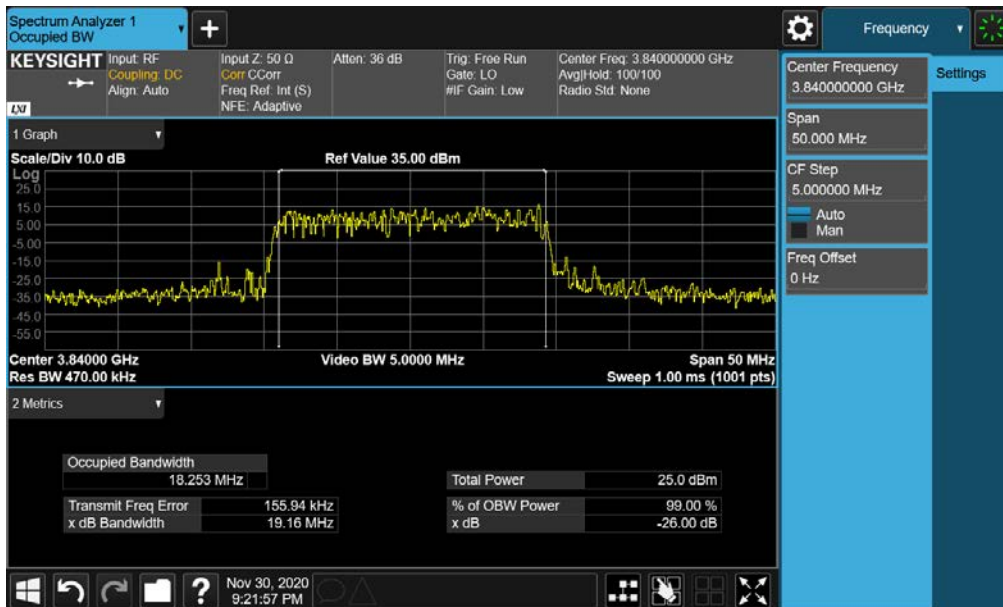 Spectrum Analyzer 1
Occupied BW
+
Frequency
KEYSIGHT
Input: RF
Coupling: DC
Align: Auto
Input Z: 50 Ω
Corr CCorr
Freq Ref: Int (S)
NFE: Adaptive
Atten: 36 dB
Trig: Free Run
Gate: LO
#IF Gain: Low
Center Freq: 3.840000000 GHz
Avg|Hold: 100/100
Radio Std: None
LXI
Center Frequency
3.840000000 GHz
Settings
Span
50.000 MHz
CF Step
5.000000 MHz
Auto
Man
Freq Offset
0 Hz
1 Graph
Scale/Div 10.0 dB
Ref Value 35.00 dBm
Log
25.0
15.0
5.00
-5.00
-15.0
-25.0
-35.0
-45.0
-55.0
Center 3.84000 GHz
Video BW 5.0000 MHz
Span 50 MHz
Res BW 470.00 kHz
Sweep 1.00 ms (1001 pts)
2 Metrics
Occupied Bandwidth
18.253 MHz
Total Power 25.0 dBm
Transmit Freq Error 155.94 kHz
% of OBW Power 99.00 %
x dB Bandwidth 19.16 MHz
x dB -26.00 dB
?
Nov 30, 2020
9:21:57 PM